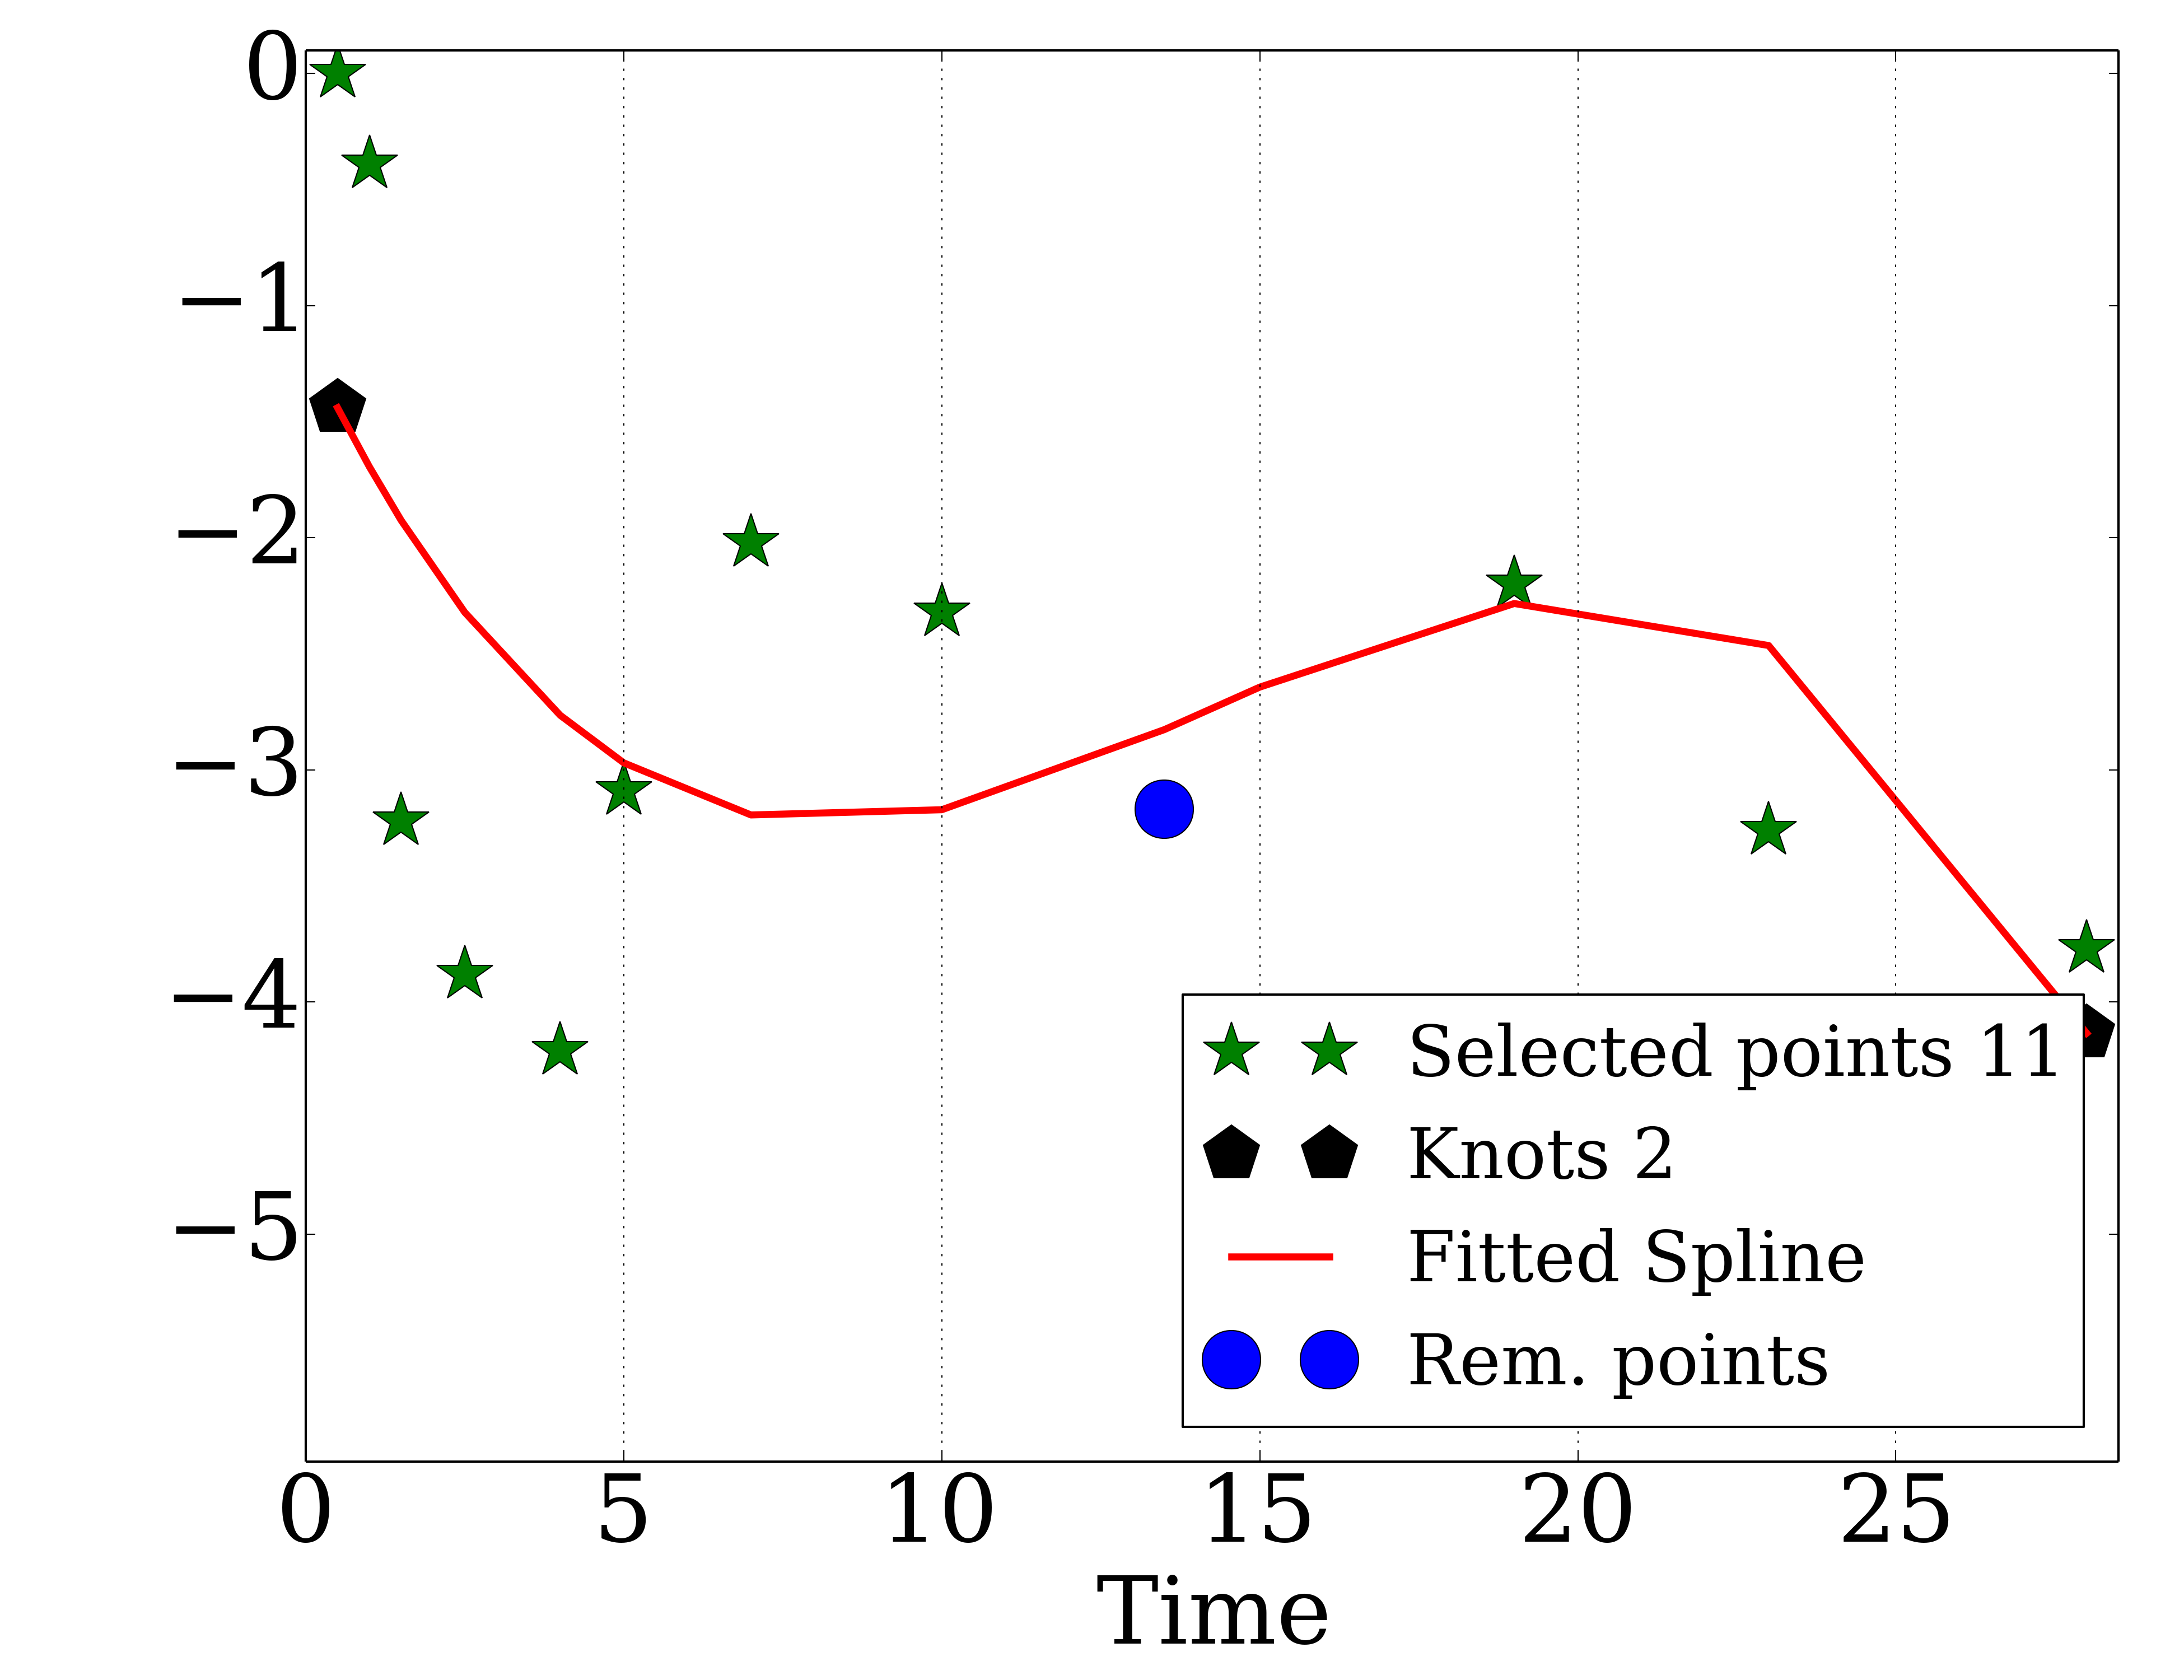 0
−1
−2
−3
−4
−5
Selected points 11
Knots 2
Fitted Spline
Rem. points
0 5 10 15 20 25
Time